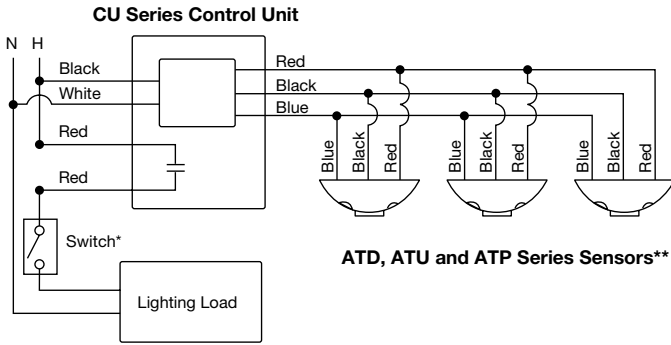 CU Series Control Unit
N H
Black
White
Red
Red
Red
Black
Blue
Blue
Black
Red
Blue
Black
Red
Blue
Black
Red
Switch*
Lighting Load
ATD, ATU and ATP Series Sensors**